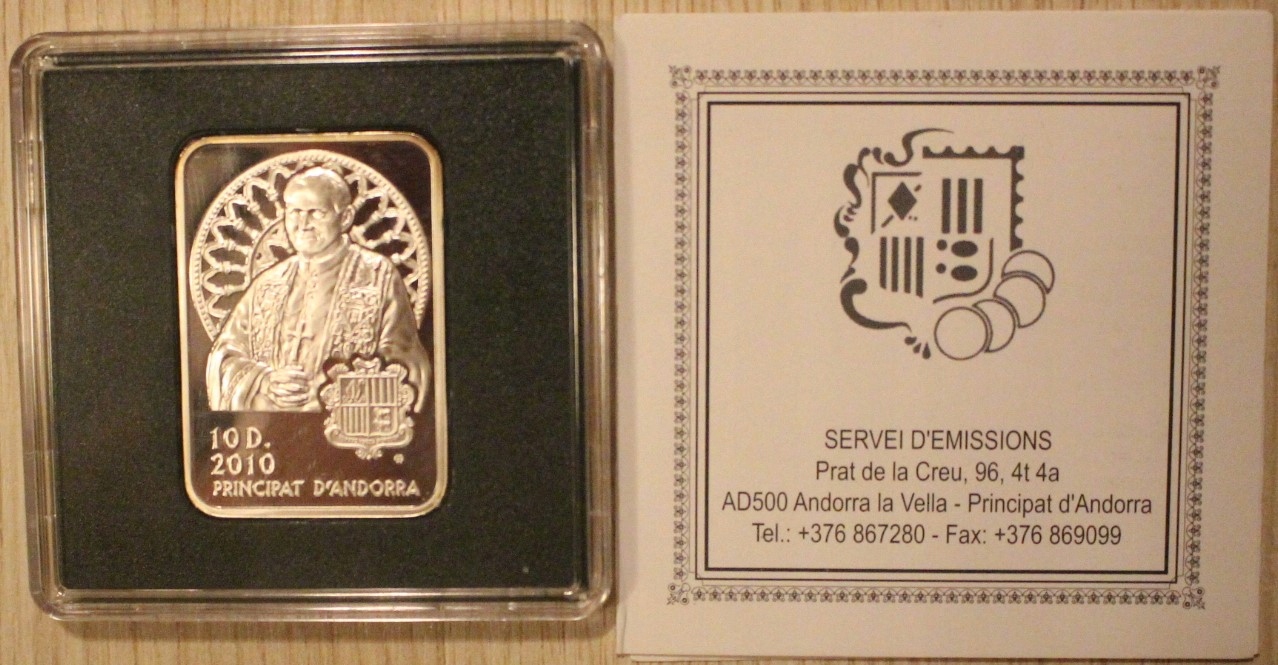 10 D.
2010
PRINCIPAT D'ANDORRA
SERVEI D'EMISSIONS
Prat de la Creu, 96, 4t 4a
AD500 Andorra la Vella - Principat d'Andorra
Tel.: +376 867280 - Fax: +376 869099